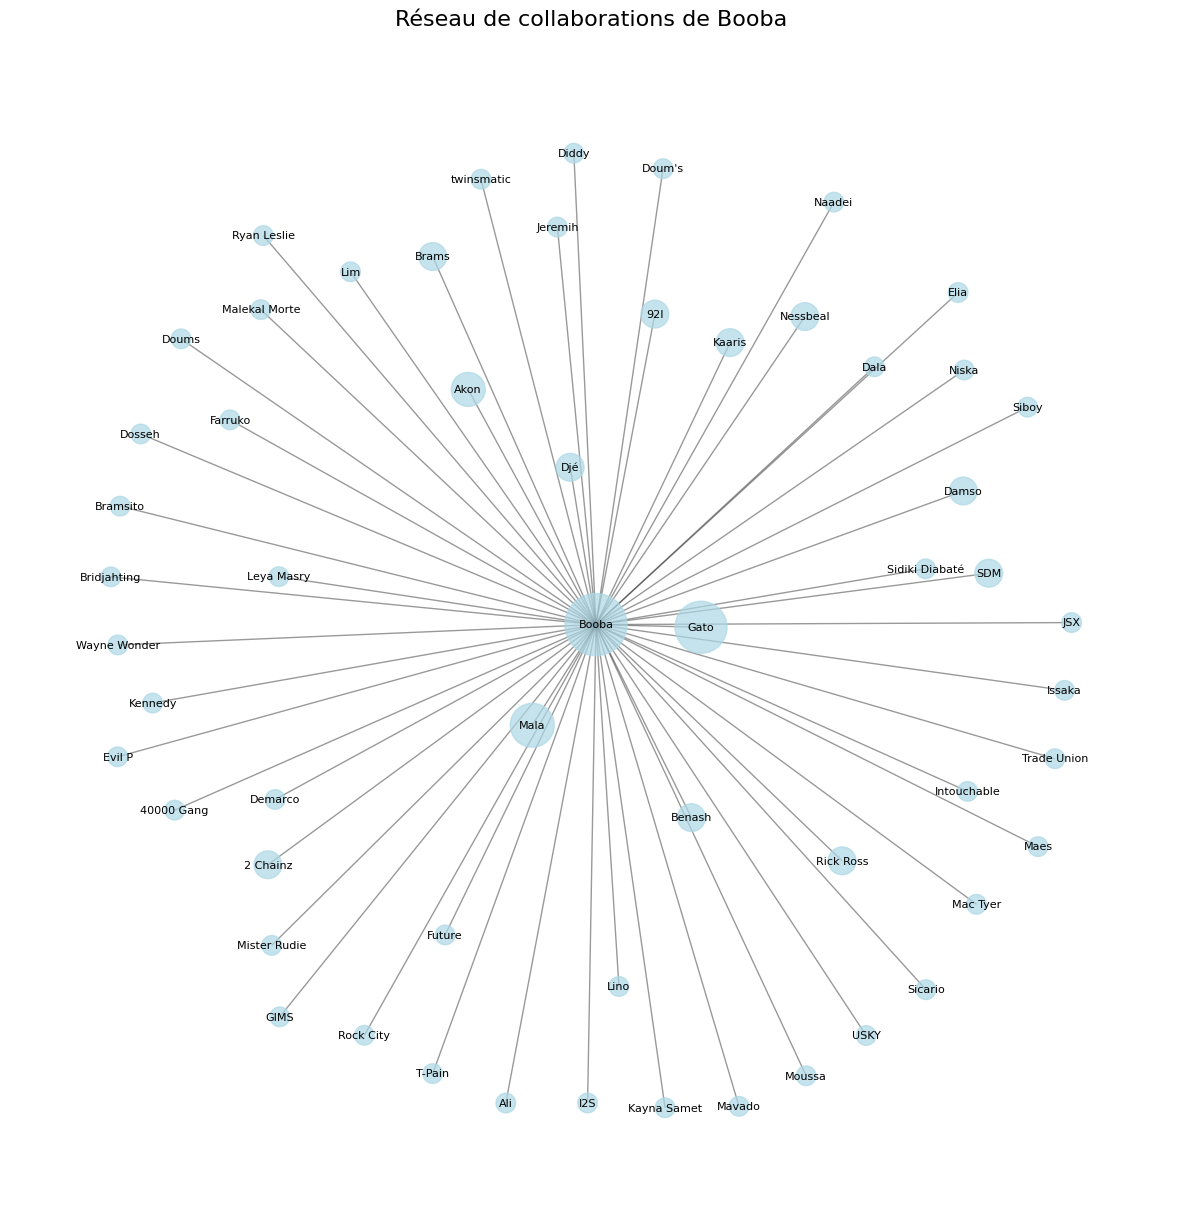 Réseau de collaborations de Booba
Diddy
Doum's
twinsmatic
Naadei
Jeremih
Ryan Leslie
Brams
Lim
Elia
Malekal Morte
92I
Nessbeal
Doums
Kaaris
Dala
Niska
Akon
Siboy
Farruko
Dosseh
Djé
Damso
Bramsito
Sidiki Diabaté
SDM
Leya Masry
Bridjahting
JSX
Booba
Gato
Wayne Wonder
Issaka
Kennedy
Mala
Evil P
Trade Union
Intouchable
Demarco
40000 Gang
Benash
Maes
2 Chainz
Rick Ross
Mac Tyer
Future
Mister Rudie
Lino
Sicario
GIMS
Rock City
USKY
T-Pain
Moussa
Ali
I2S
Kayna Samet
Mavado